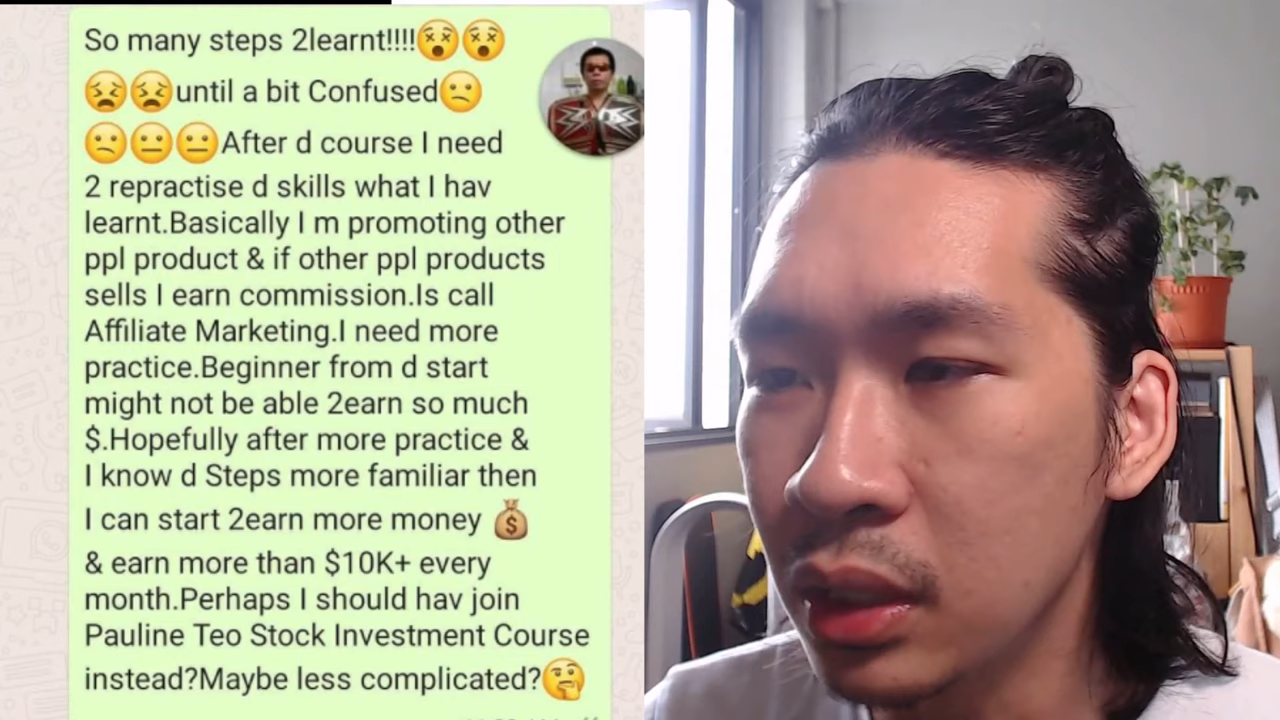 So many steps 2learnt!!!!😵😵
😣😣until a bit Confused😕
😕😐😐After d course I need
2 repractise d skills what I hav
learnt.Basically I m promoting other
ppl product & if other ppl products
sells I earn commission.Is call
Affiliate Marketing.I need more
practice.Beginner from d start
might not be able 2earn so much
$.Hopefully after more practice &
I know d Steps more familiar then
I can start 2earn more money 💰
& earn more than $10K+ every
month.Perhaps I should hav join
Pauline Teo Stock Investment Course
instead?Maybe less complicated?🤔